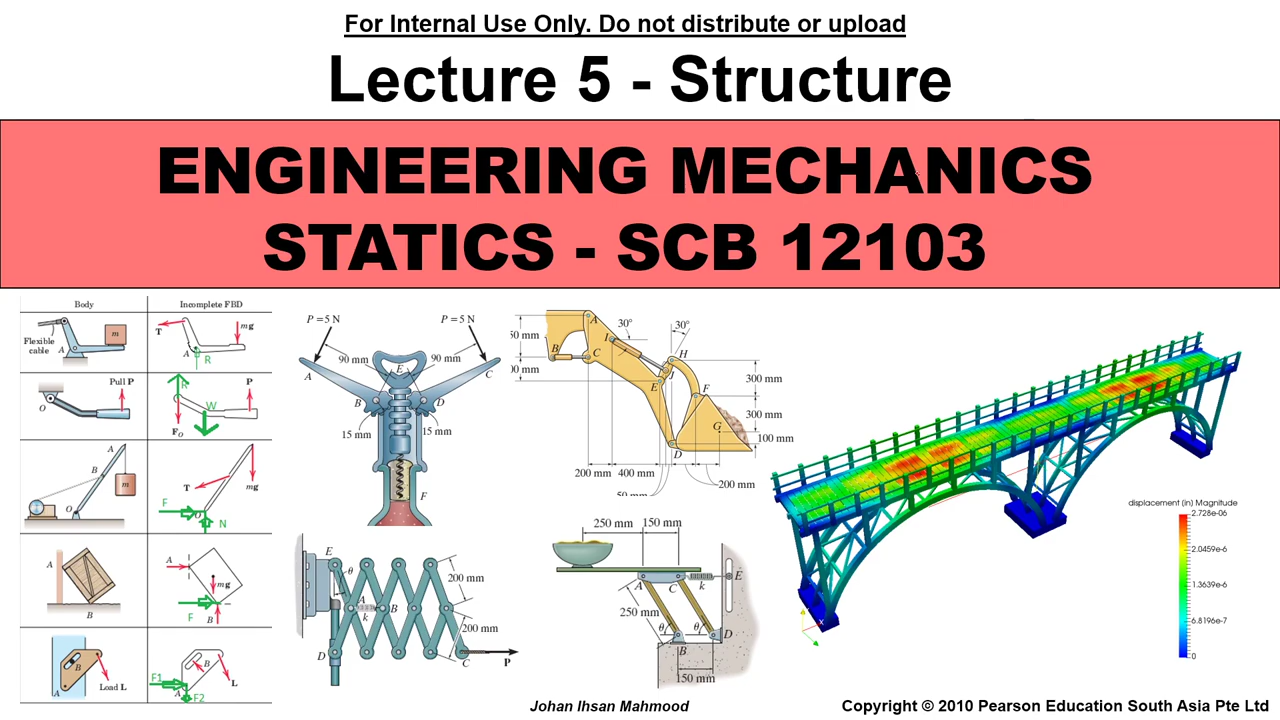 For Internal Use Only. Do not distribute or upload
Lecture 5 - Structure
ENGINEERING MECHANICS
STATICS - SCB 12103
Body
Incomplete FBD
Flexible
cable
A
m
T
mg
A
R
Pull P
O
R
W
P
F_O
A
B
m
O
T
mg
F
N
A
B
A
mg
F
B
B
A
Load L
B
L
F1
A
F2
P = 5 N
P = 5 N
90 mm
E
90 mm
A
C
B
D
15 mm
15 mm
F
A
30°
30°
50 mm
I
B
C
H
J
E
F
300 mm
300 mm
G
100 mm
D
200 mm
400 mm
200 mm
E
θ
200 mm
A
k
B
200 mm
D
C
P
250 mm
150 mm
A
C
k
E
250 mm
θ
θ
D
B
150 mm
displacement (in) Magnitude
2.728e-06
2.0459e-6
1.3639e-6
6.8196e-7
0
X
Johan Ihsan Mahmood
Copyright © 2010 Pearson Education South Asia Pte Ltd